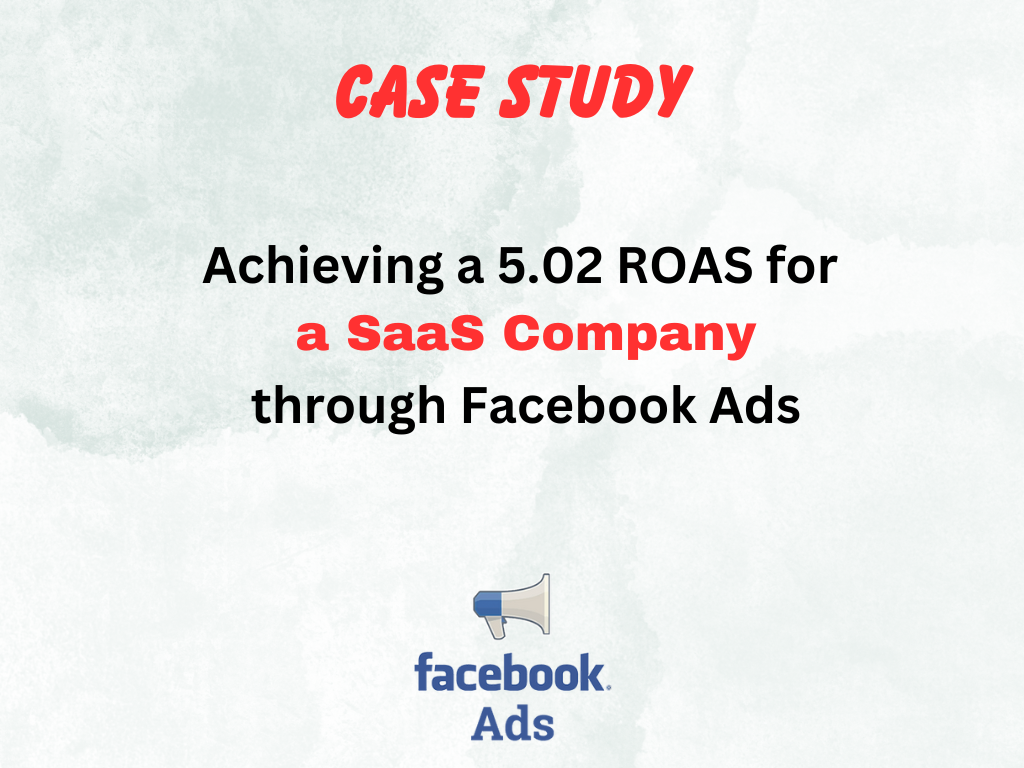 CASE STUDY
Achieving a 5.02 ROAS for
a SaaS Company
through Facebook Ads
facebook®
Ads